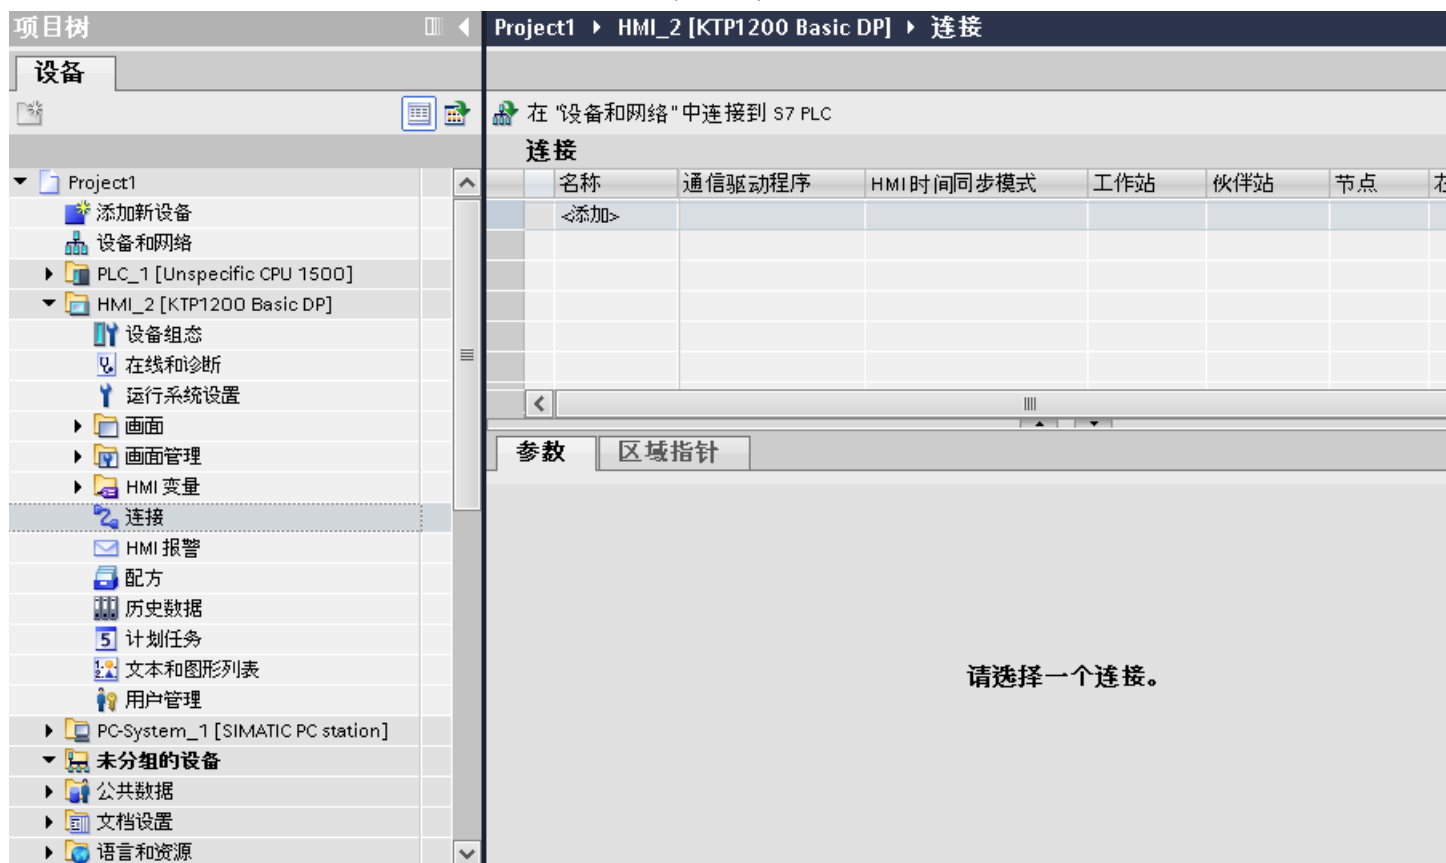 项目树
Project1 HMI_2 [KTP1200 Basic DP] 连接
设备
在 "设备和网络" 中连接到 S7 PLC
连接
名称 通信驱动程序 HMI时间同步模式 工作站 伙伴站 节点
<添加>
Project1
添加新设备
设备和网络
PLC_1 [Unspecific CPU 1500]
HMI_2 [KTP1200 Basic DP]
设备组态
在线和诊断
运行系统设置
画面
画面管理
HMI 变量
连接
HMI 报警
配方
历史数据
5 计划任务
文本和图形列表
用户管理
PC-System_1 [SIMATIC PC station]
未分组的设备
公共数据
文档设置
语言和资源
参数 区域指针
请选择一个连接。